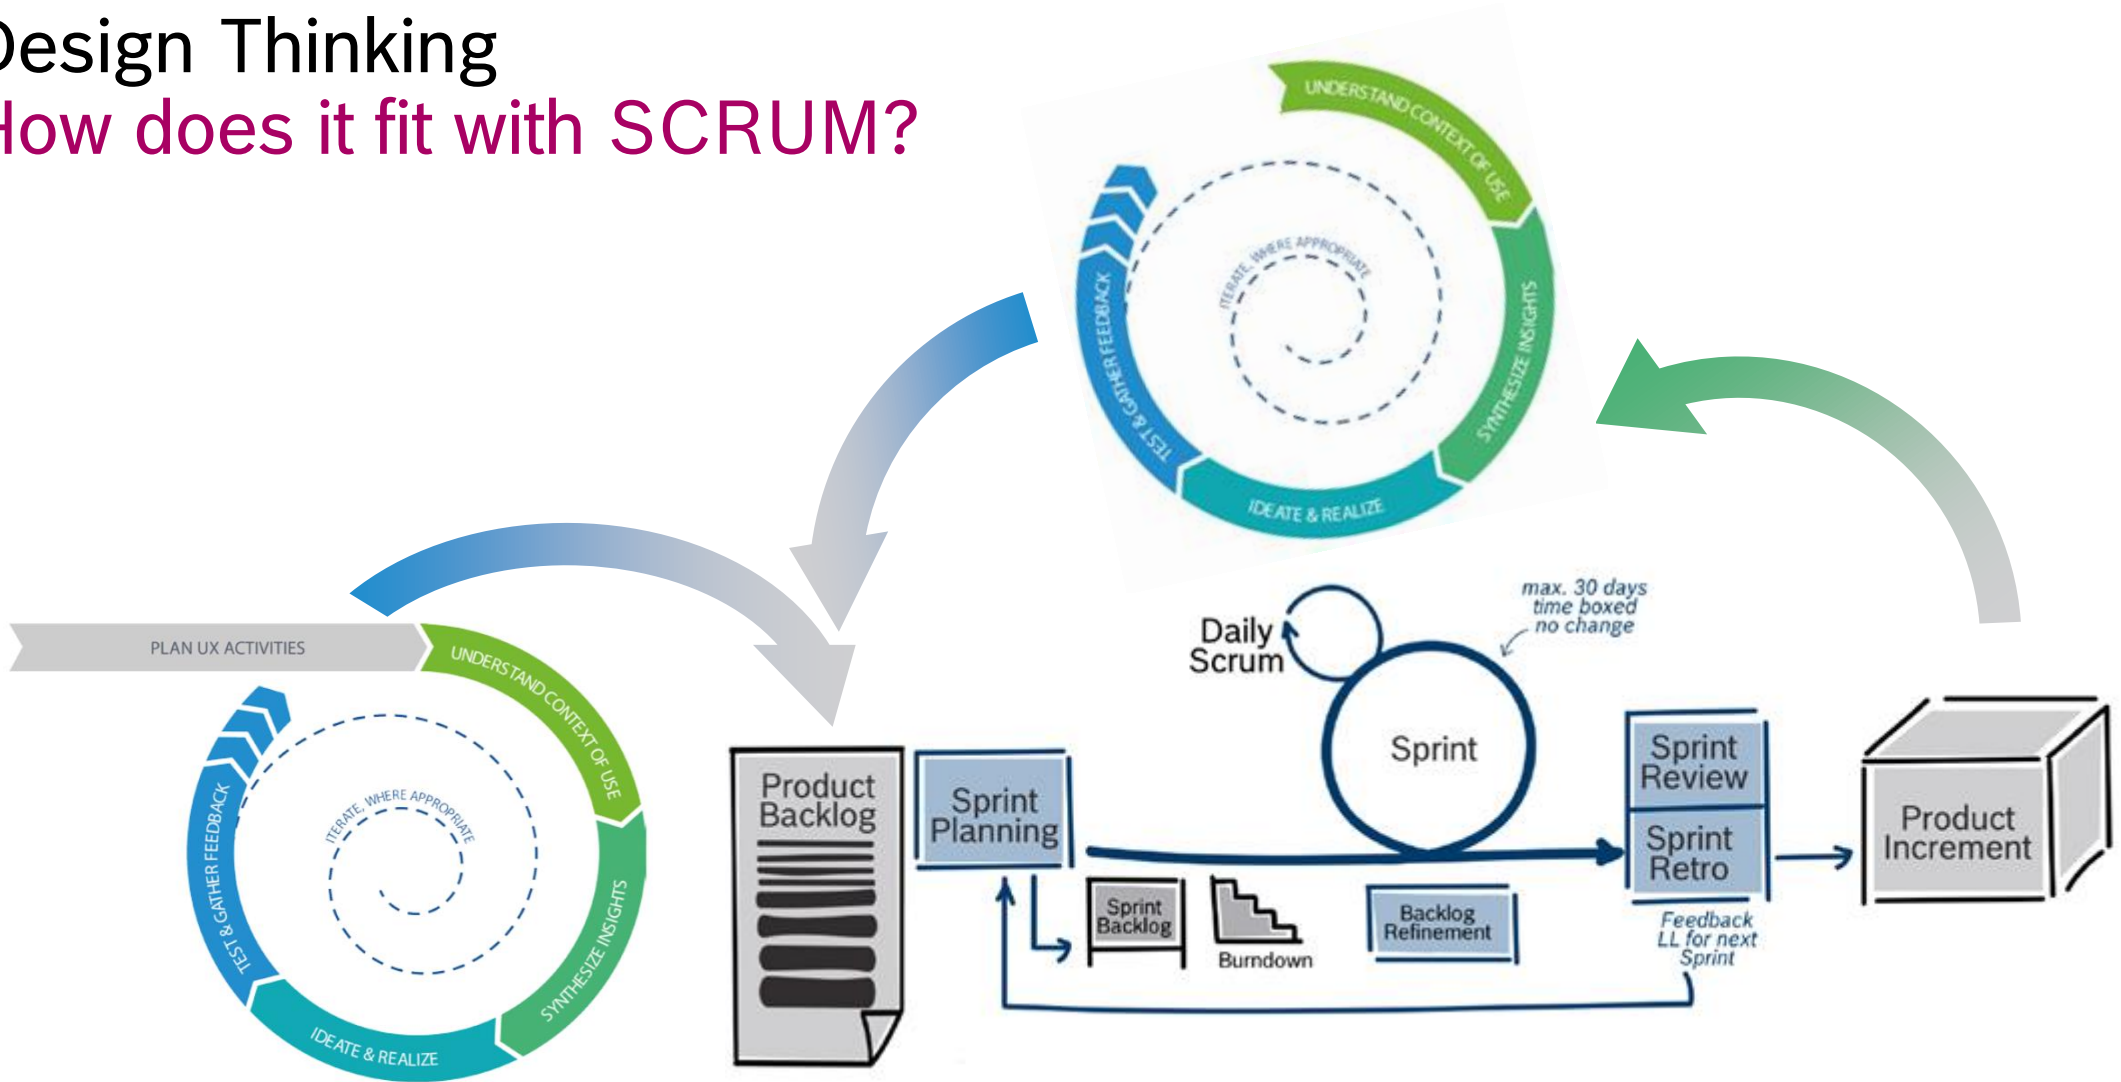 Design Thinking
How does it fit with SCRUM?
UNDERSTAND CONTEXT OF USE
SYNTHESIZE INSIGHTS
IDEATE & REALIZE
TEST & GATHER FEEDBACK
ITERATE, WHERE APPROPRIATE
PLAN UX ACTIVITIES
UNDERSTAND CONTEXT OF USE
SYNTHESIZE INSIGHTS
IDEATE & REALIZE
TEST & GATHER FEEDBACK
ITERATE, WHERE APPROPRIATE
Product
Backlog
Sprint
Planning
Daily
Scrum
Sprint
max. 30 days
time boxed
no change
Sprint
Backlog
Burndown
Backlog
Refinement
Sprint
Review
Sprint
Retro
Feedback
LL for next
Sprint
Product
Increment